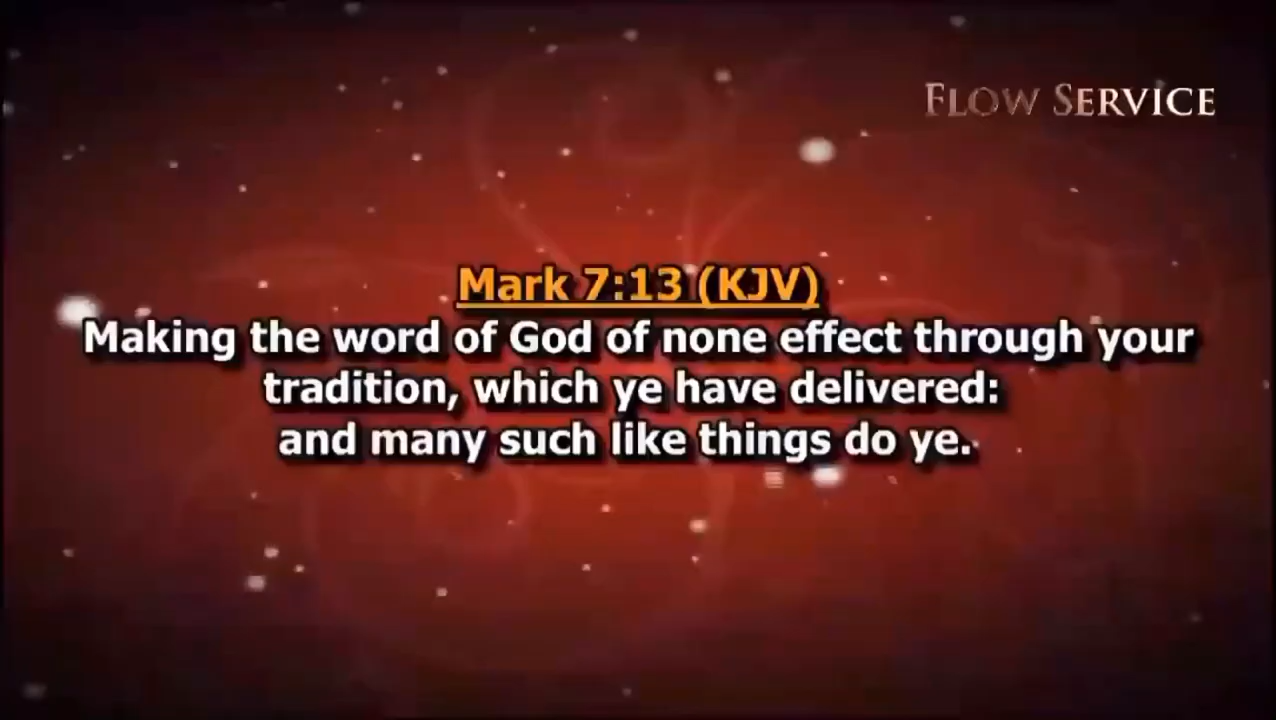 FLOW SERVICE
Mark 7:13 (KJV)
Making the word of God of none effect through your
tradition, which ye have delivered:
and many such like things do ye.